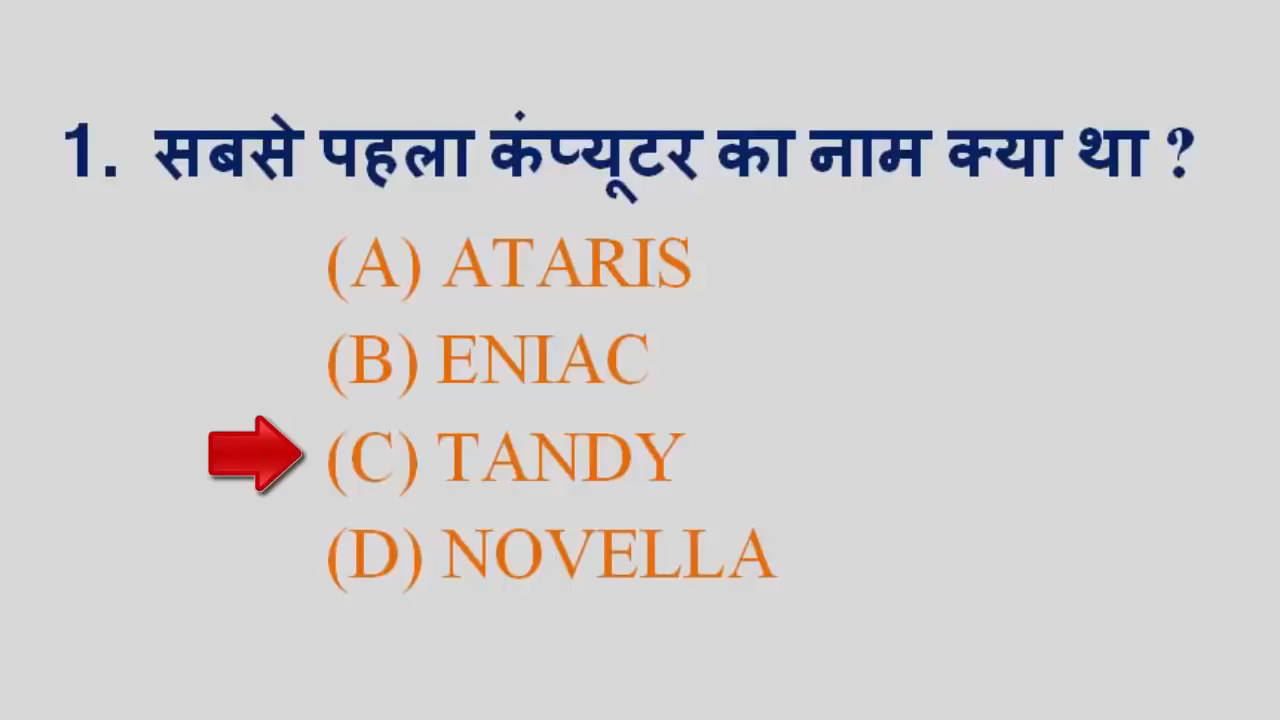 1. सबसे पहला कंप्यूटर का नाम क्या था ?
(A) ATARIS
(B) ENIAC
(C) TANDY
(D) NOVELLA